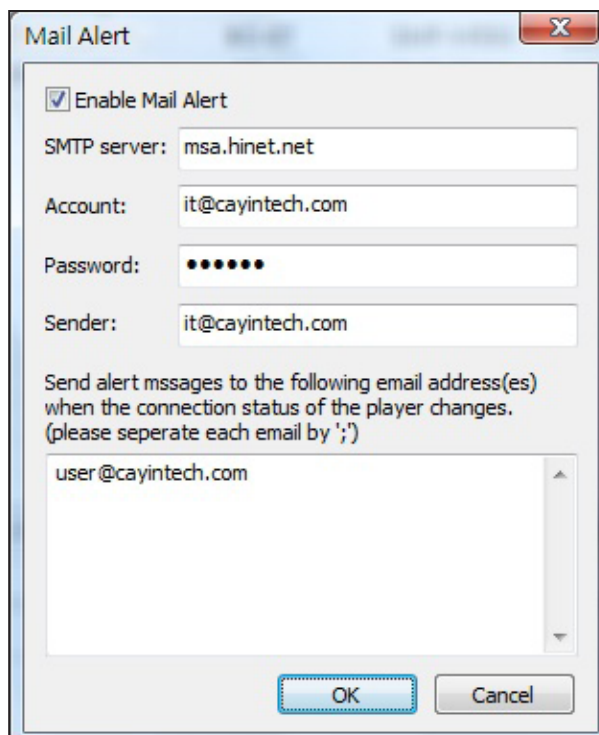 Mail Alert
Enable Mail Alert
SMTP server: msa.hinet.net
Account: it@cayintech.com
Password: ••••••
Sender: it@cayintech.com
Send alert mssages to the following email address(es)
when the connection status of the player changes.
(please seperate each email by ';')
user@cayintech.com
OK Cancel